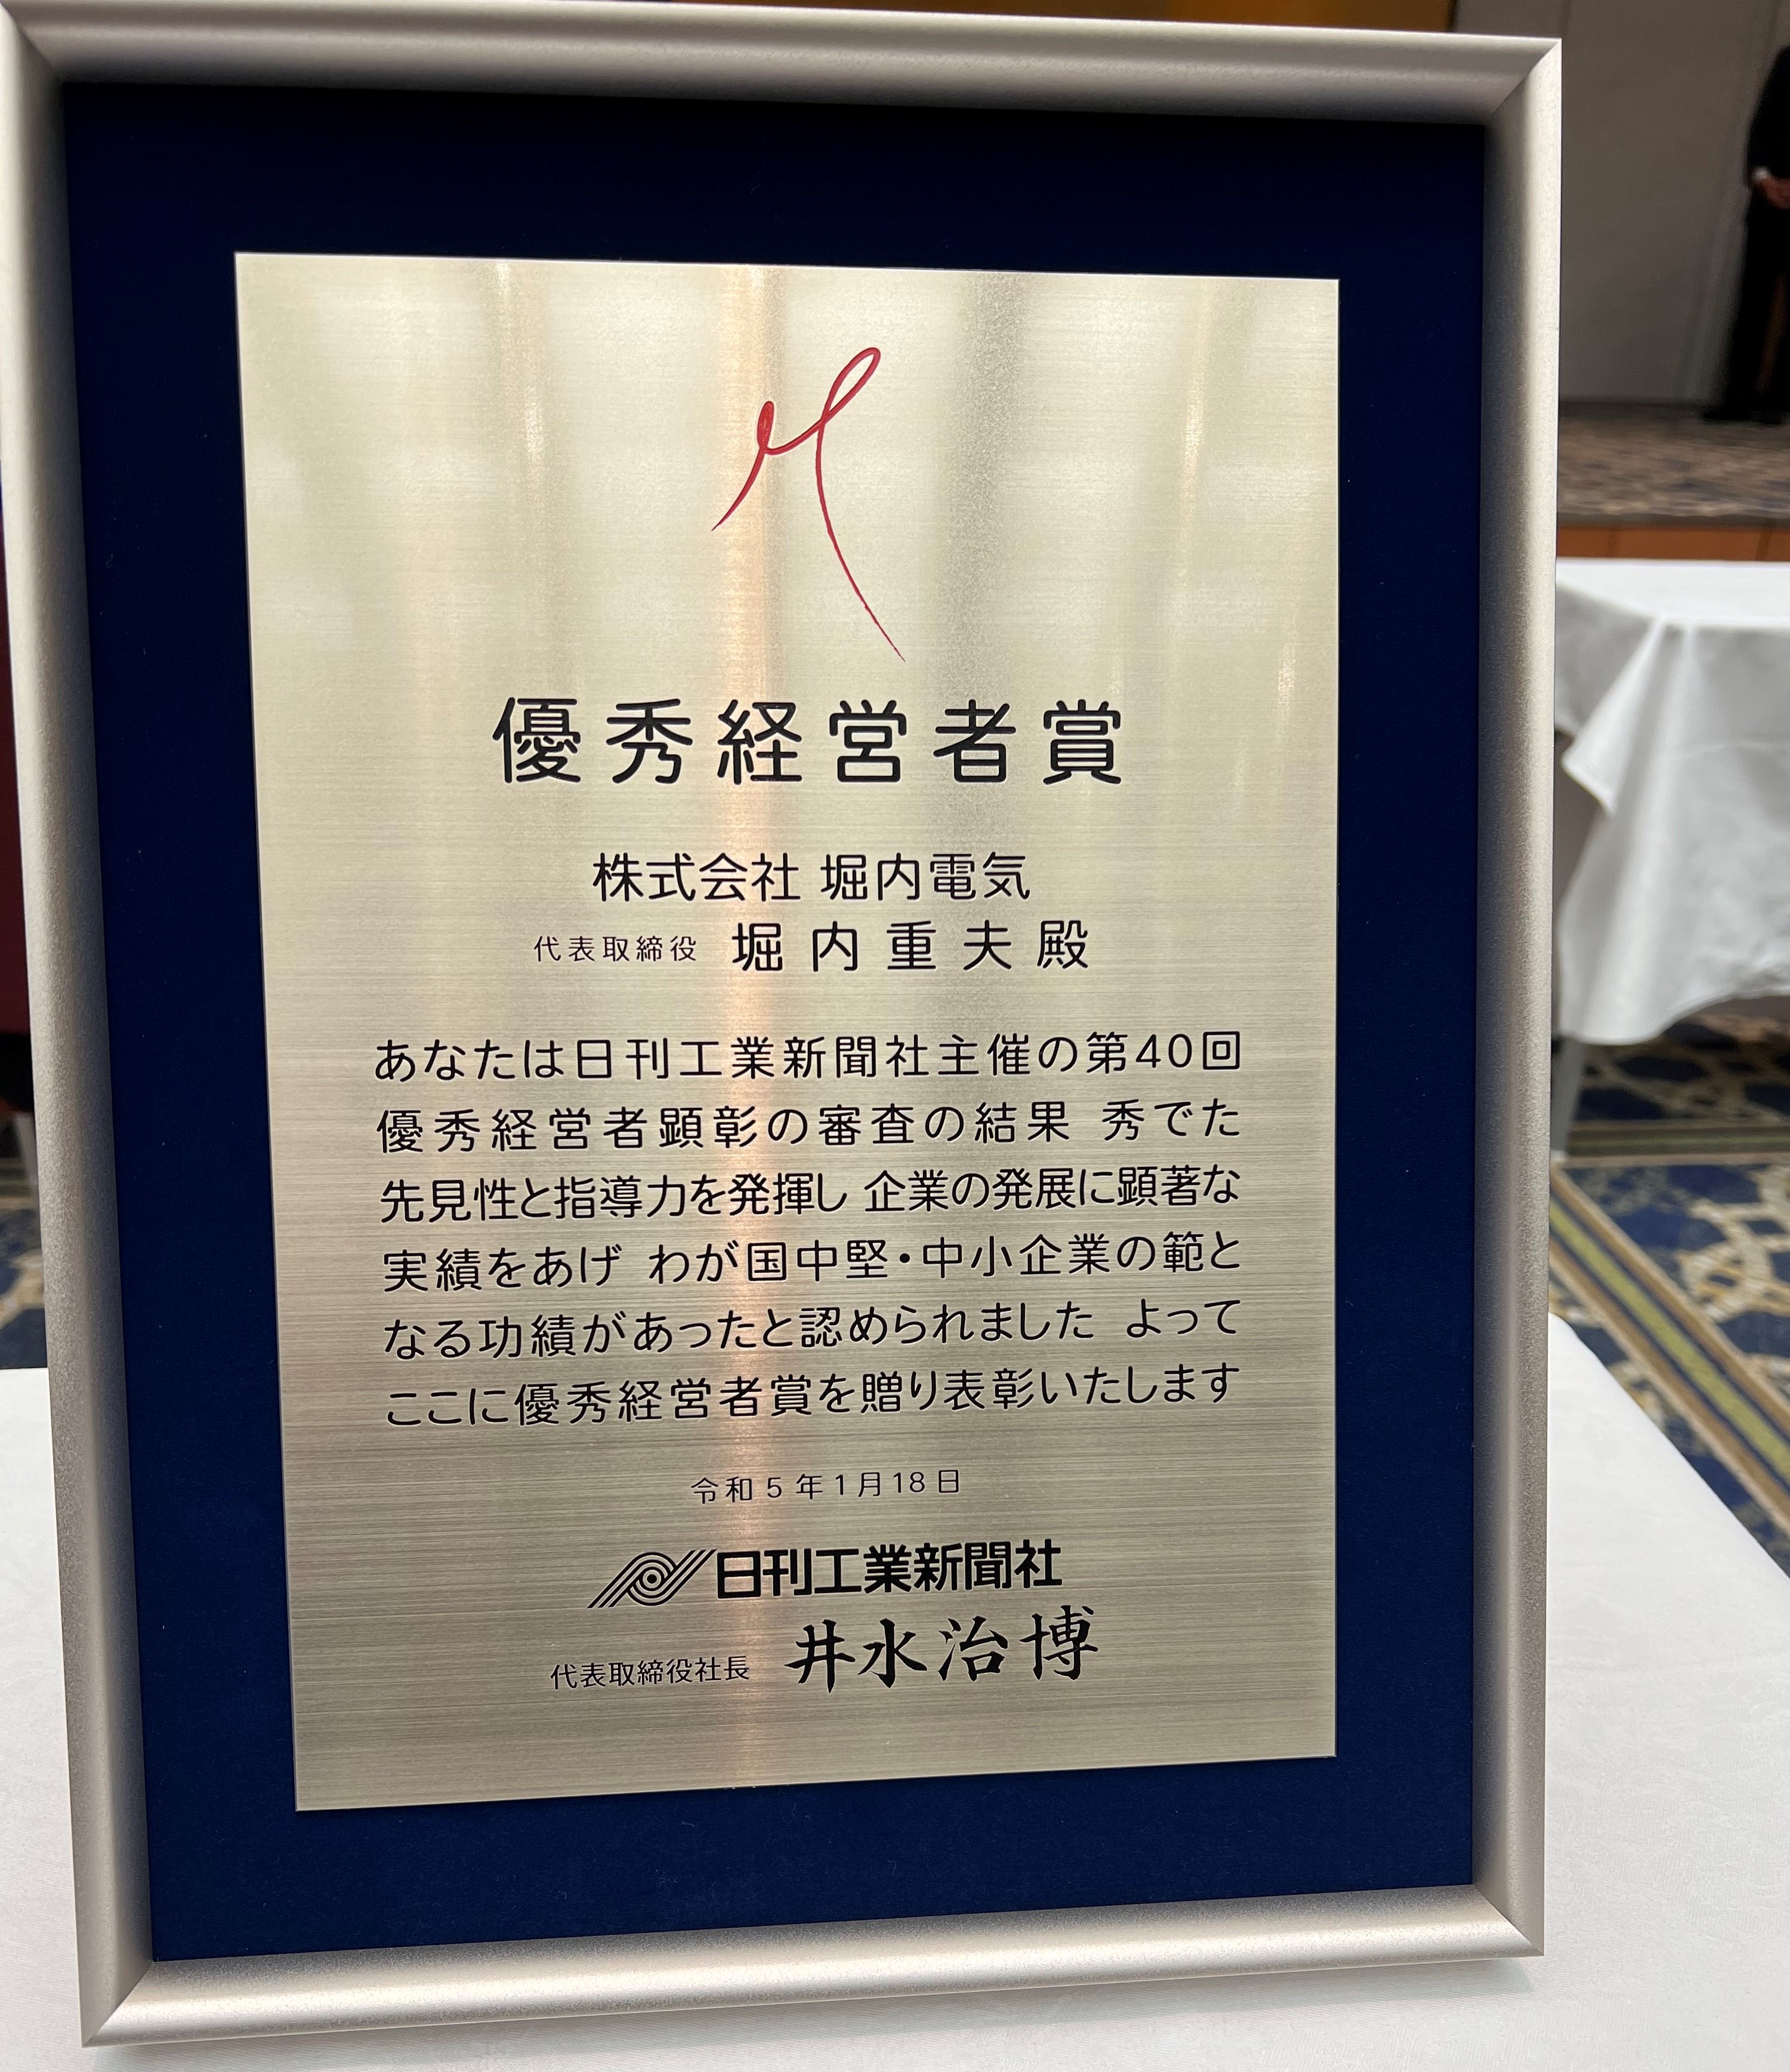 優秀経営者賞
株式会社 堀内電気
代表取締役 堀内重夫殿
あなたは日刊工業新聞社主催の第40回
優秀経営者顕彰の審査の結果 秀でた
先見性と指導力を発揮し 企業の発展に顕著な
実績をあげ わが国中堅・中小企業の範と
なる功績があったと認められました よって
ここに優秀経営者賞を贈り表彰いたします
令和5年1月18日
日刊工業新聞社
代表取締役社長 井水治博